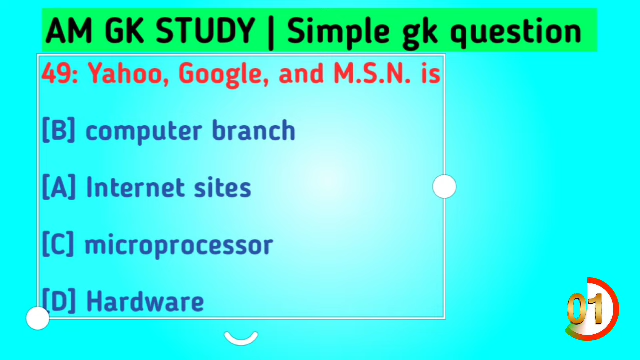 AM GK STUDY | Simple gk question
49: Yahoo, Google, and M.S.N. is
[B] computer branch
[A] Internet sites
[C] microprocessor
[D] Hardware
01